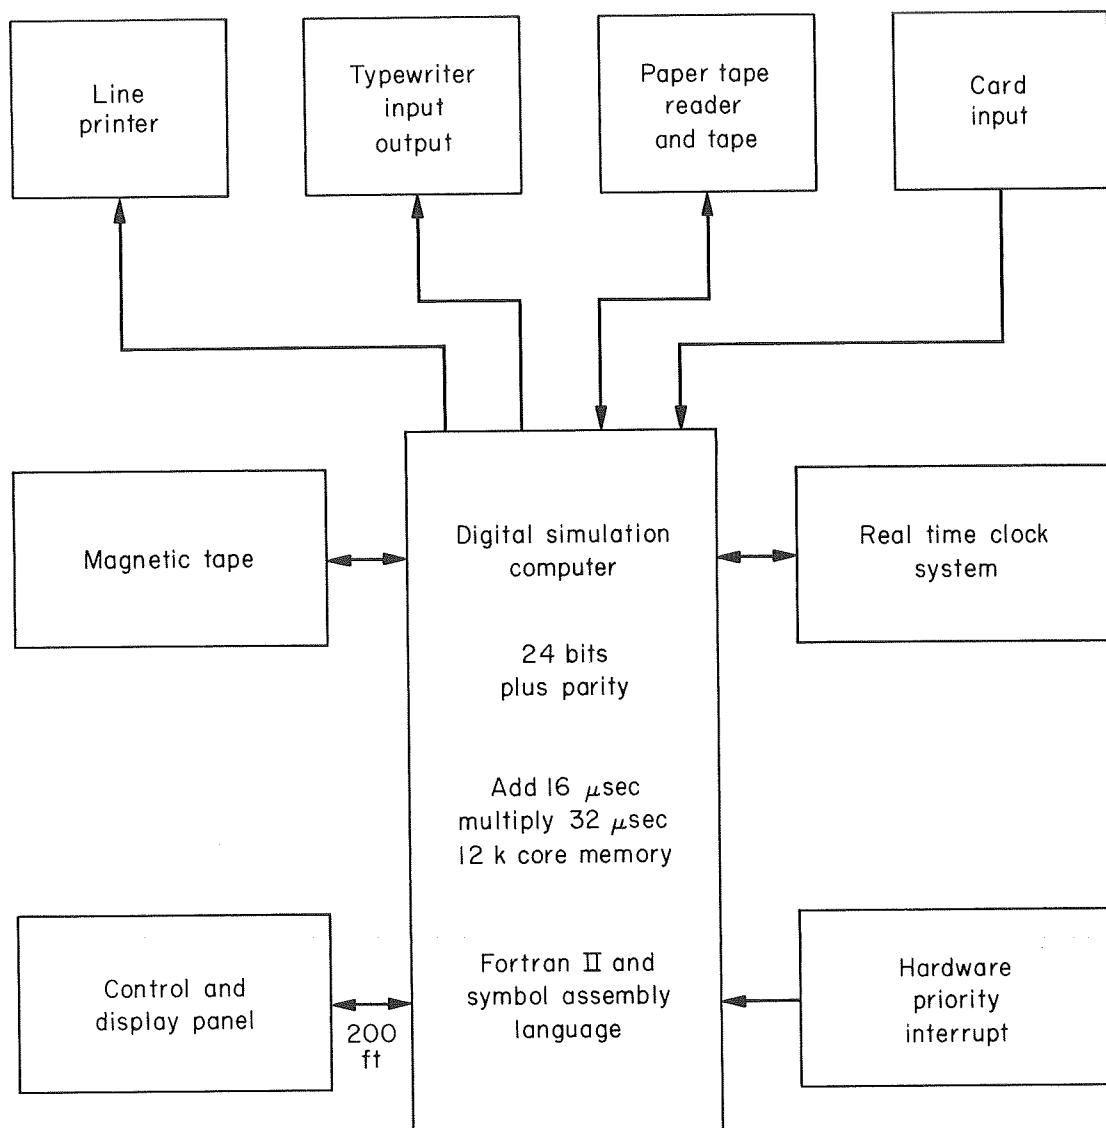 Line
printer
Typewriter
input
output
Paper tape
reader
and tape
Card
input
Magnetic tape
Digital simulation
computer
24 bits
plus parity
Add 16 μsec
multiply 32 μsec
12 k core memory
Fortran II and
symbol assembly
language
Real time clock
system
Control and
display panel
200
ft
Hardware
priority
interrupt